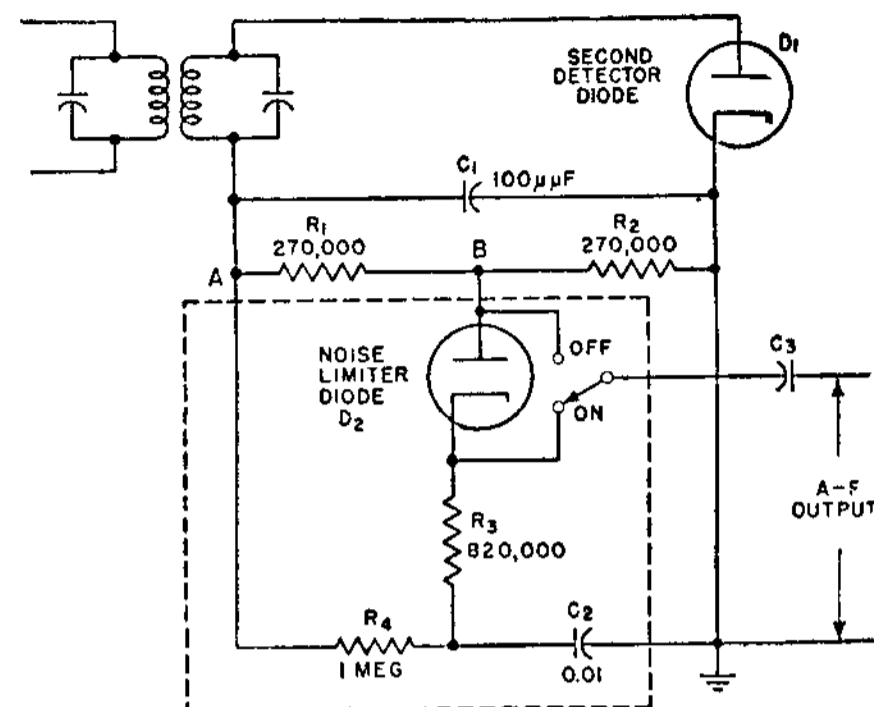 D1
SECOND
DETECTOR
DIODE
C1
100μμF
R1
270,000
B
R2
270,000
A
NOISE
LIMITER
DIODE
D2
OFF
ON
C3
A-F
OUTPUT
R3
820,000
R4
1 MEG
C2
0.01